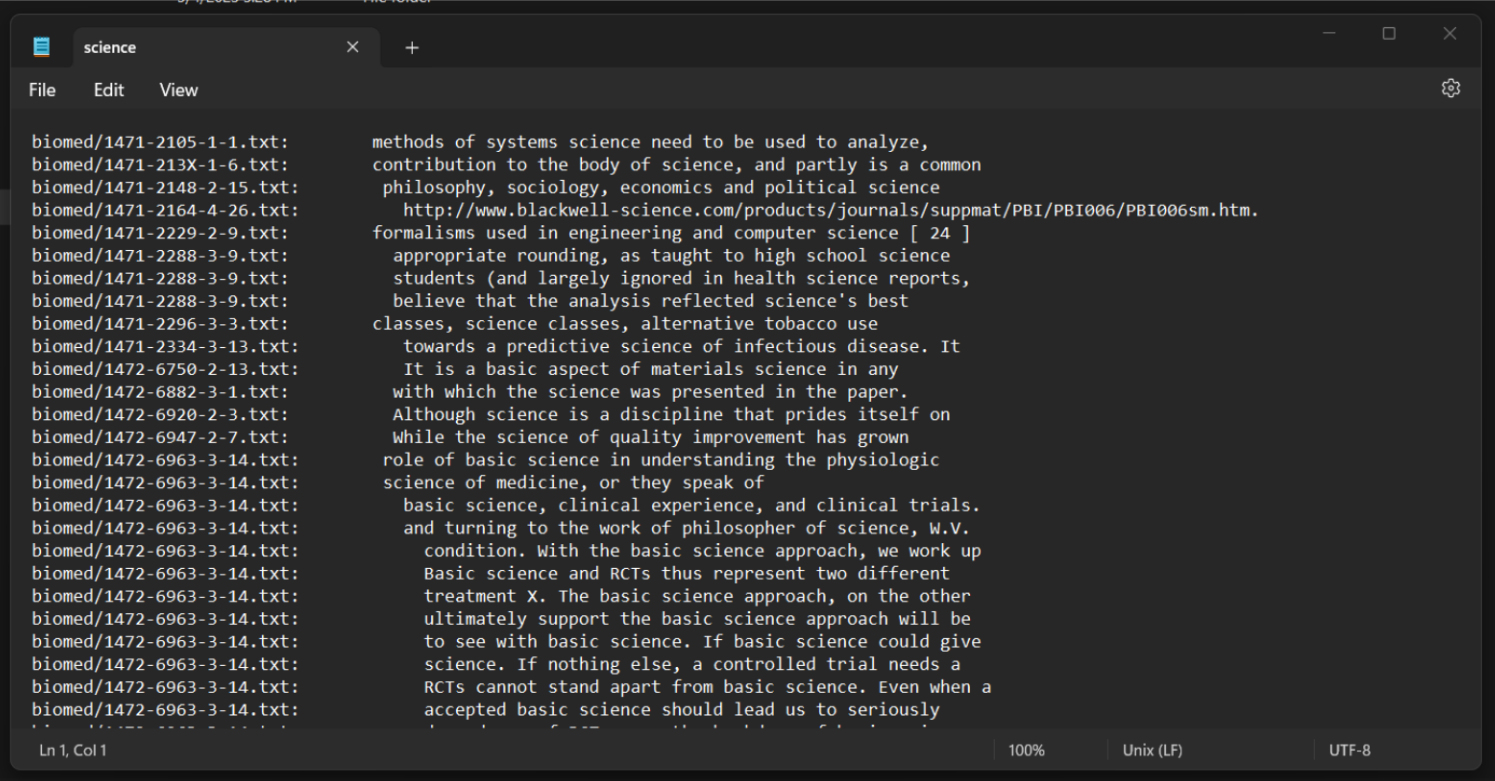 science
File Edit View
biomed/1471-2105-1-1.txt: methods of systems science need to be used to analyze,
biomed/1471-213X-1-6.txt: contribution to the body of science, and partly is a common
biomed/1471-2148-2-15.txt: philosophy, sociology, economics and political science
biomed/1471-2164-4-26.txt: http://www.blackwell-science.com/products/journals/suppmat/PBI/PBI006/PBI006sm.htm.
biomed/1471-2229-2-9.txt: formalisms used in engineering and computer science [ 24 ]
biomed/1471-2288-3-9.txt: appropriate rounding, as taught to high school science
biomed/1471-2288-3-9.txt: students (and largely ignored in health science reports,
biomed/1471-2288-3-9.txt: believe that the analysis reflected science's best
biomed/1471-2296-3-3.txt: classes, science classes, alternative tobacco use
biomed/1471-2334-3-13.txt: towards a predictive science of infectious disease. It
biomed/1472-6750-2-13.txt: It is a basic aspect of materials science in any
biomed/1472-6882-3-1.txt: with which the science was presented in the paper.
biomed/1472-6920-2-3.txt: Although science is a discipline that prides itself on
biomed/1472-6947-2-7.txt: While the science of quality improvement has grown
biomed/1472-6963-3-14.txt: role of basic science in understanding the physiologic
biomed/1472-6963-3-14.txt: science of medicine, or they speak of
biomed/1472-6963-3-14.txt: basic science, clinical experience, and clinical trials.
biomed/1472-6963-3-14.txt: and turning to the work of philosopher of science, W.V.
biomed/1472-6963-3-14.txt: condition. With the basic science approach, we work up
biomed/1472-6963-3-14.txt: Basic science and RCTs thus represent two different
biomed/1472-6963-3-14.txt: treatment X. The basic science approach, on the other
biomed/1472-6963-3-14.txt: ultimately support the basic science approach will be
biomed/1472-6963-3-14.txt: to see with basic science. If basic science could give
biomed/1472-6963-3-14.txt: science. If nothing else, a controlled trial needs a
biomed/1472-6963-3-14.txt: RCTs cannot stand apart from basic science. Even when a
biomed/1472-6963-3-14.txt: accepted basic science should lead us to seriously
Ln 1, Col 1 100% Unix (LF) UTF-8